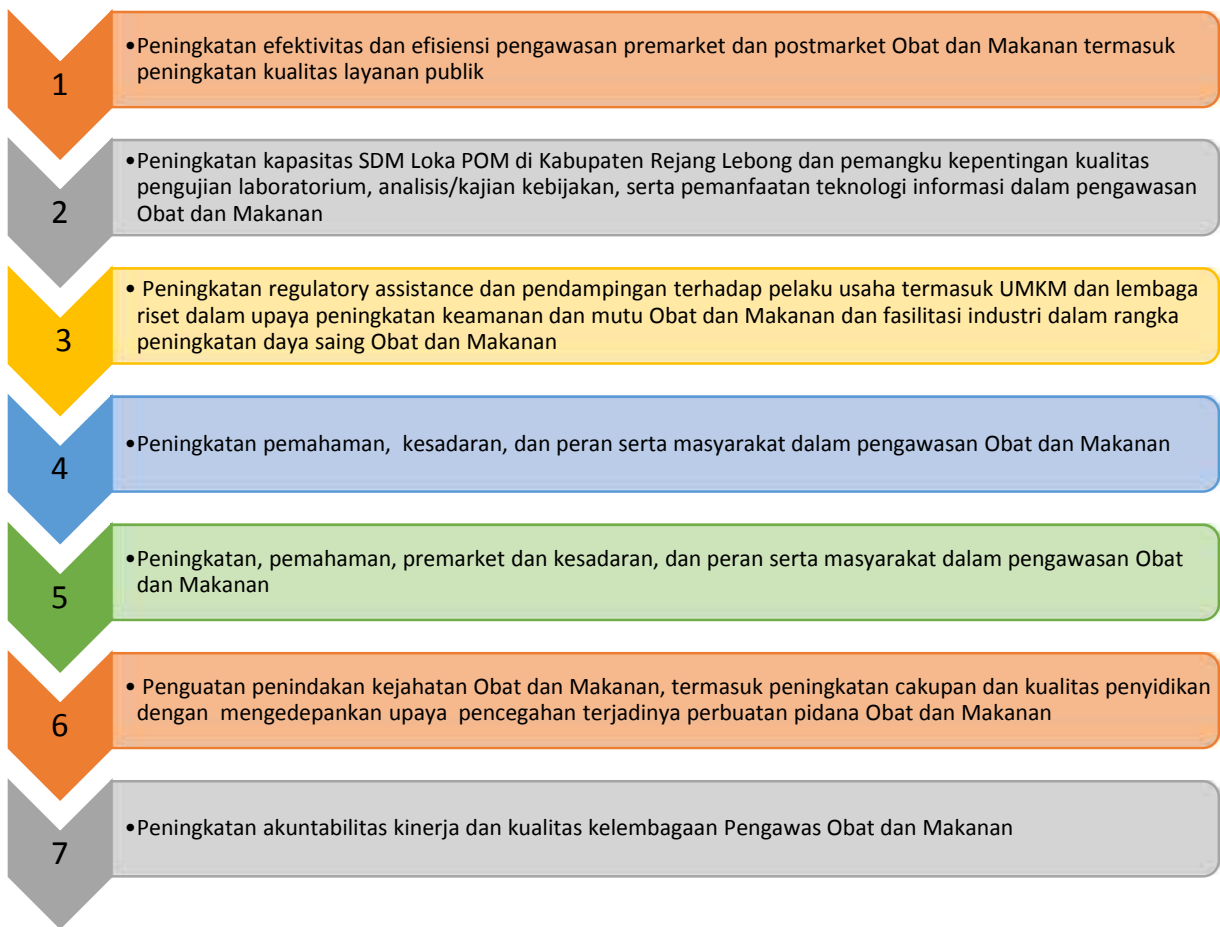 1
•Peningkatan efektivitas dan efisiensi pengawasan premarket dan postmarket Obat dan Makanan termasuk
peningkatan kualitas layanan publik
2
•Peningkatan kapasitas SDM Loka POM di Kabupaten Rejang Lebong dan pemangku kepentingan kualitas
pengujian laboratorium, analisis/kajian kebijakan, serta pemanfaatan teknologi informasi dalam pengawasan
Obat dan Makanan
3
• Peningkatan regulatory assistance dan pendampingan terhadap pelaku usaha termasuk UMKM dan lembaga
riset dalam upaya peningkatan keamanan dan mutu Obat dan Makanan dan fasilitasi industri dalam rangka
peningkatan daya saing Obat dan Makanan
4
•Peningkatan pemahaman, kesadaran, dan peran serta masyarakat dalam pengawasan Obat dan Makanan
5
•Peningkatan, pemahaman, premarket dan kesadaran, dan peran serta masyarakat dalam pengawasan Obat
dan Makanan
6
• Penguatan penindakan kejahatan Obat dan Makanan, termasuk peningkatan cakupan dan kualitas penyidikan
dengan mengedepankan upaya pencegahan terjadinya perbuatan pidana Obat dan Makanan
7
•Peningkatan akuntabilitas kinerja dan kualitas kelembagaan Pengawas Obat dan Makanan